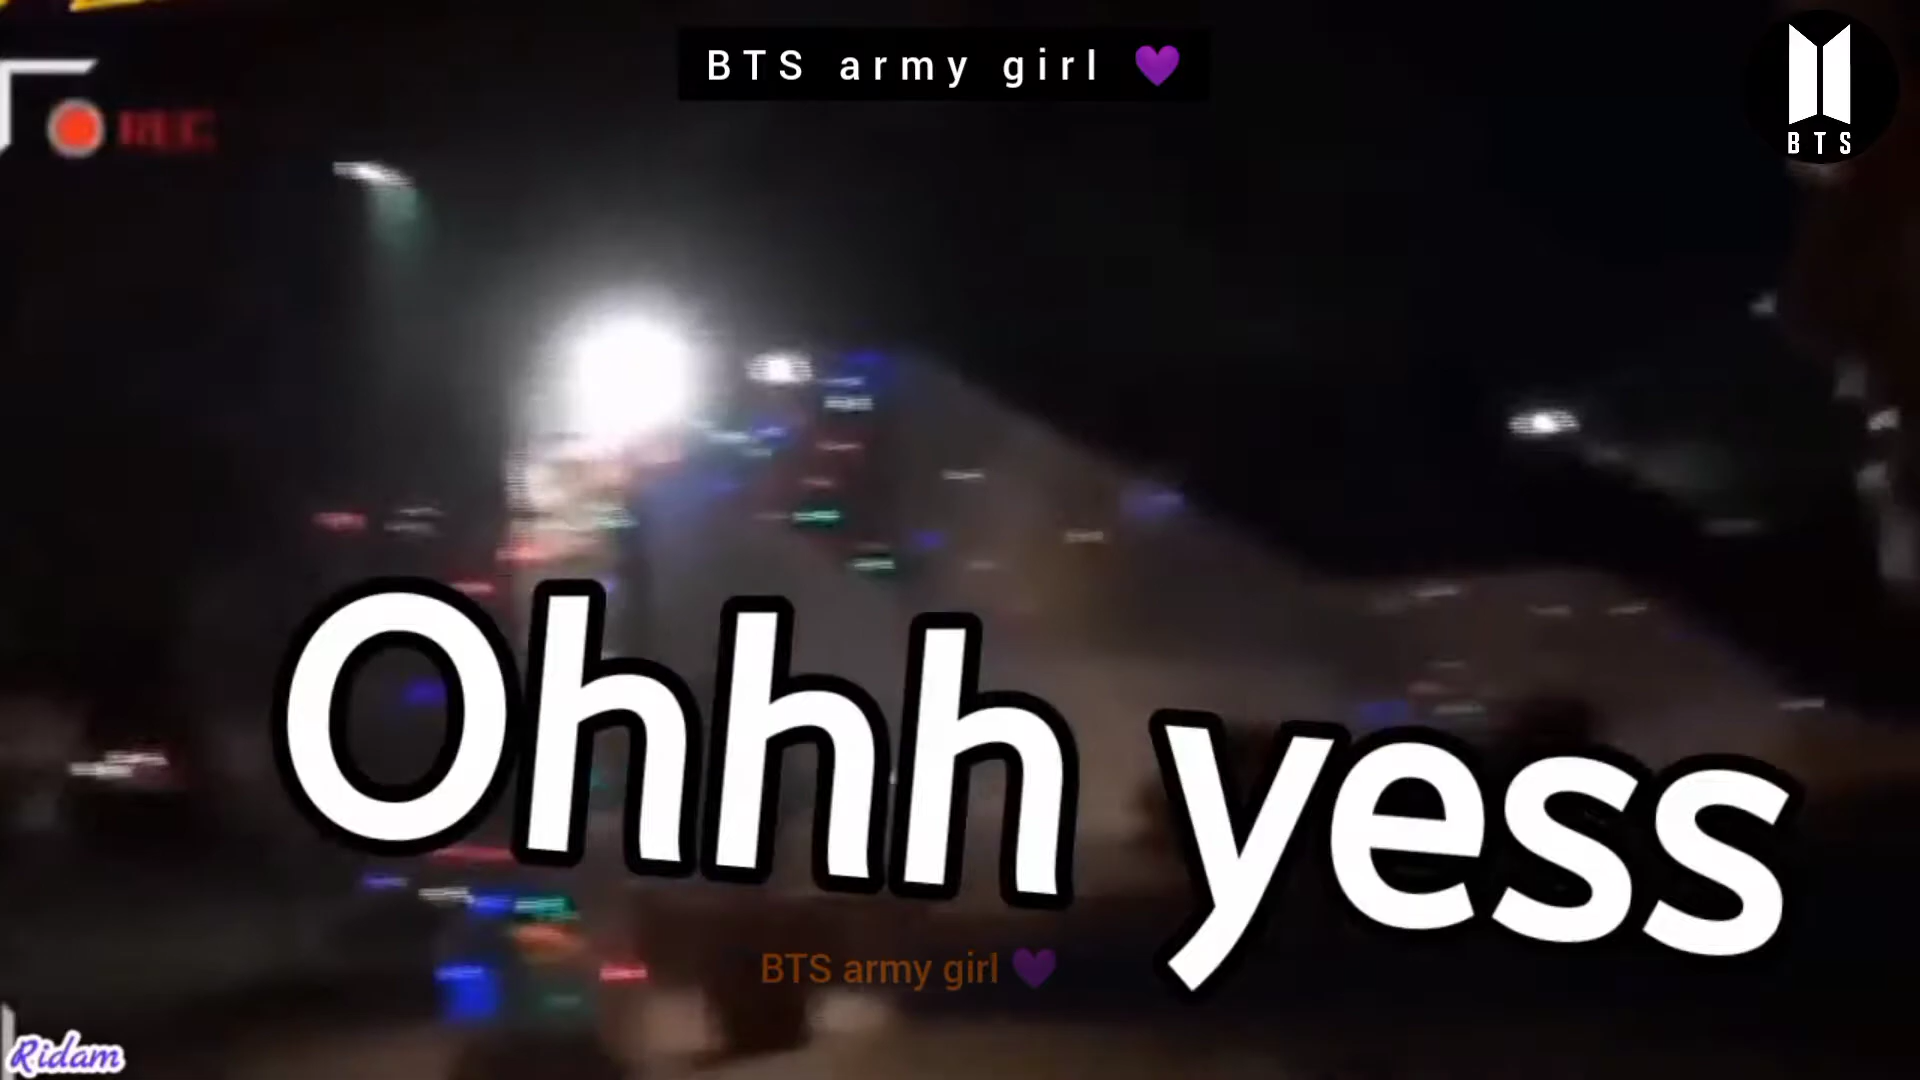 BTS army girl 💜
BTS
REC
Ohhh yess
BTS army girl 💜
Ridam